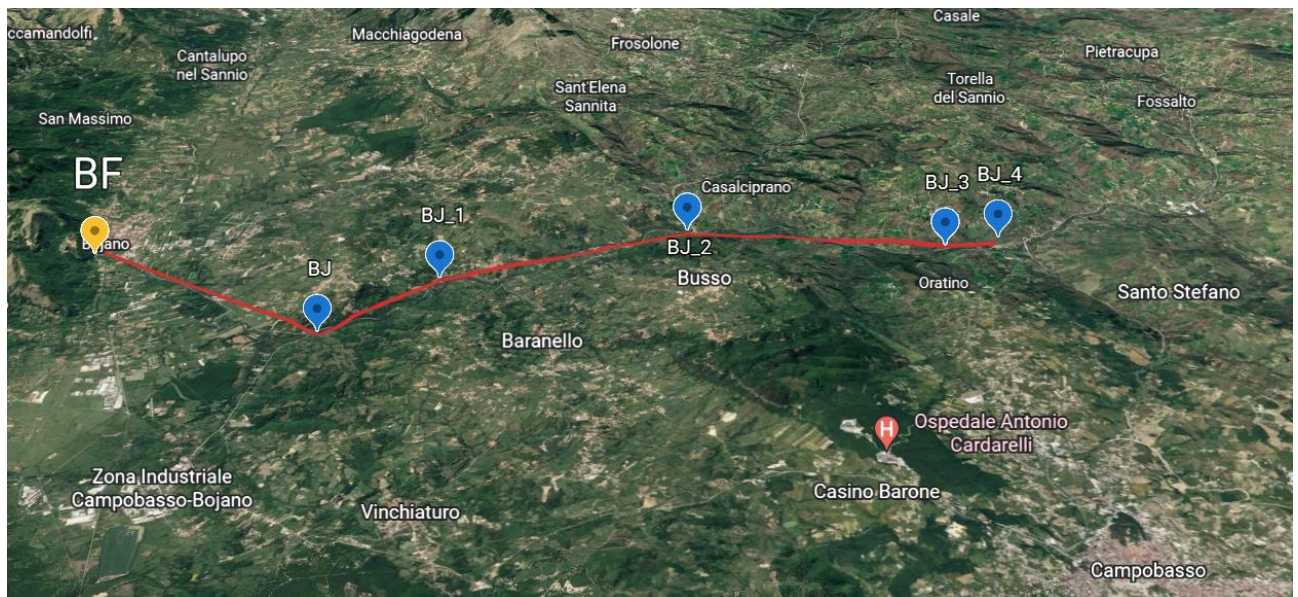 Casale
ccamandolfi
Macchiagodena
Frosolone
Pietracupa
Cantalupo
nel Sannio
Sant'Elena
Sannita
Torella
del Sannio
Fossalto
San Massimo
BF
Casalciprano
BJ_3
BJ_4
BJ_1
Bojano
BJ_2
BJ
Busso
Oratino
Santo Stefano
Baranello
H
Ospedale Antonio
Cardarelli
Zona Industriale
Campobasso-Bojano
Casino Barone
Vinchiaturo
Campobasso